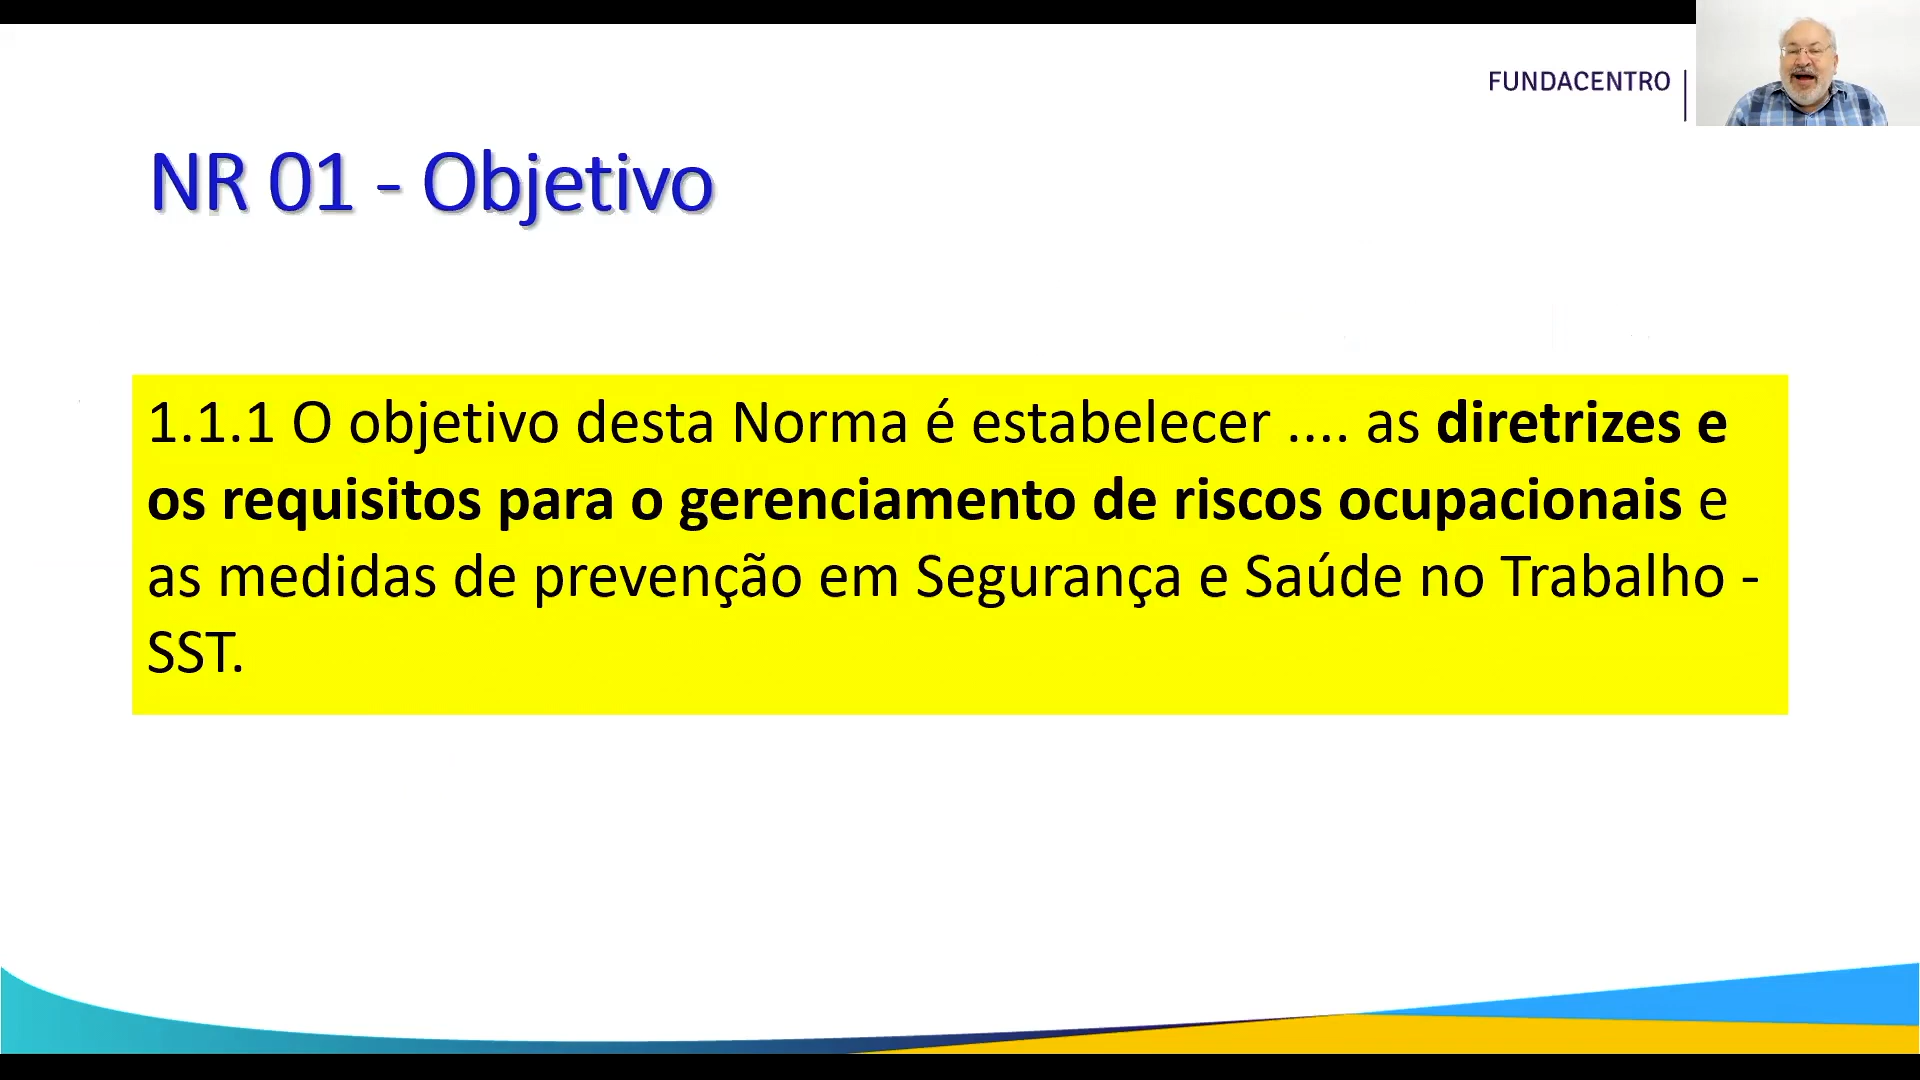 FUNDACENTRO
NR 01 - Objetivo
1.1.1 O objetivo desta Norma é estabelecer .... as diretrizes e
os requisitos para o gerenciamento de riscos ocupacionais e
as medidas de prevenção em Segurança e Saúde no Trabalho -
SST.